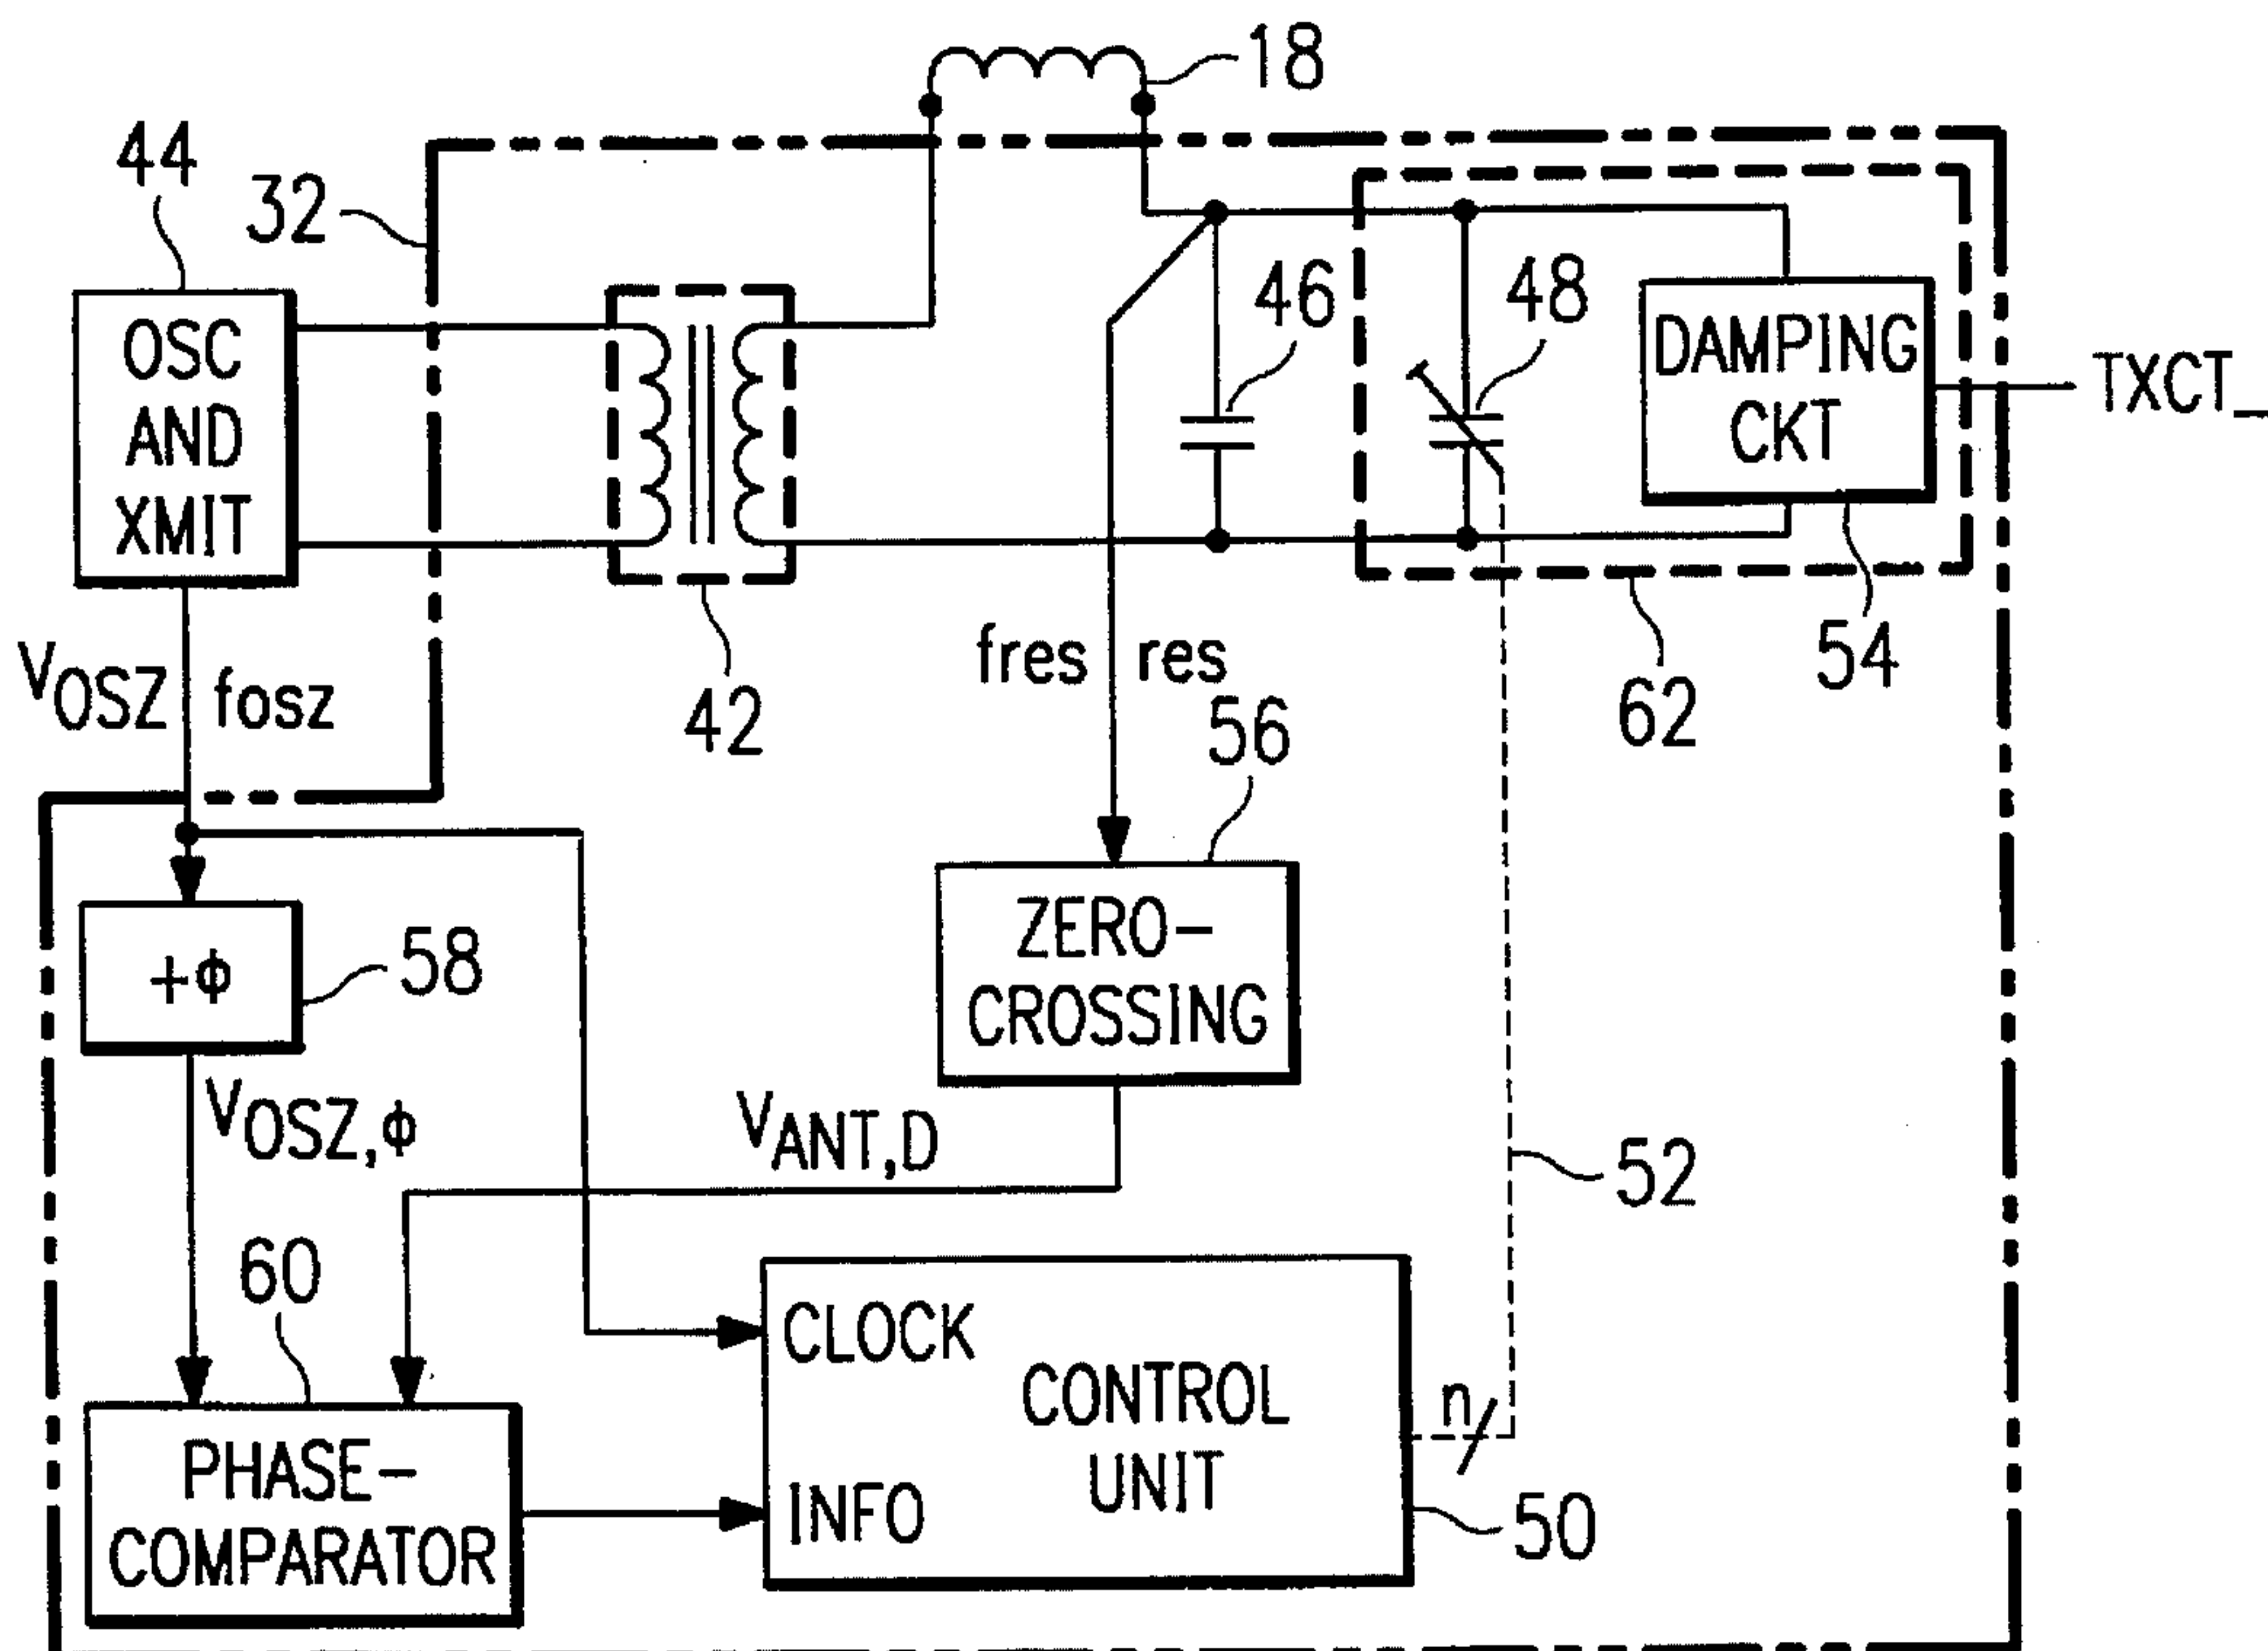 18
44
32
OSC
AND
XMIT
46
48
DAMPING
CKT
TXCT_
VOSZ fosz
42
fres res
56
62
54
+Φ
58
ZERO-
CROSSING
VOSZ,Φ
VANT,D
52
60
CLOCK
CONTROL
UNIT
INFO
n
50
PHASE-
COMPARATOR